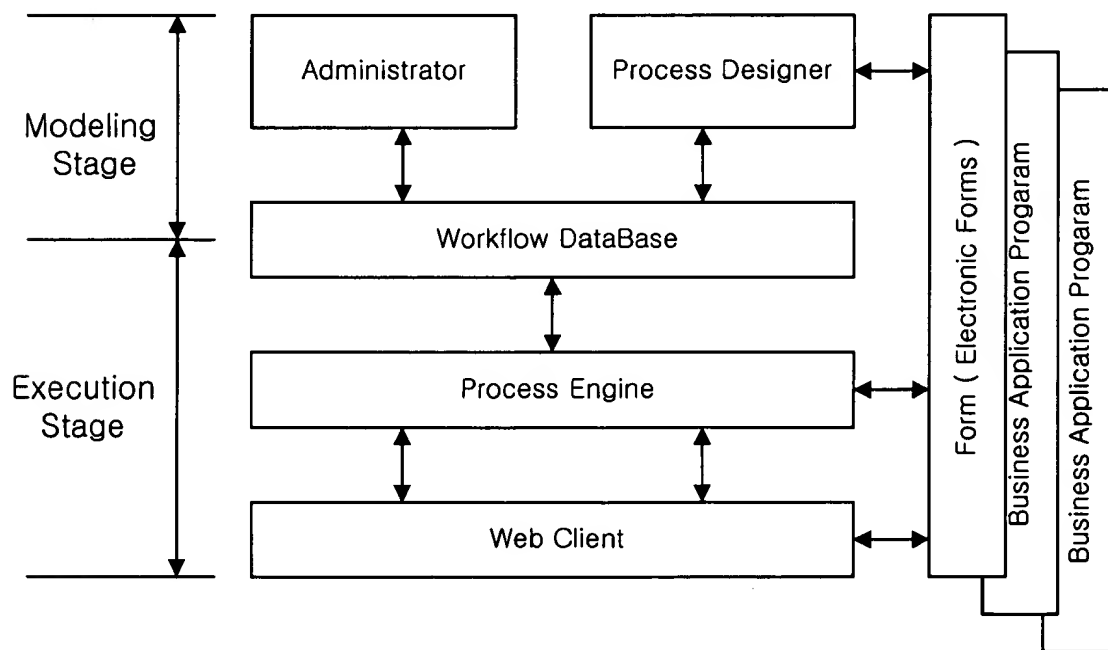 Administrator
Process Designer
Modeling
Stage
Workflow DataBase
Execution
Stage
Process Engine
Web Client
Form ( Electronic Forms )
Business Application Progaram
Business Application Progaram